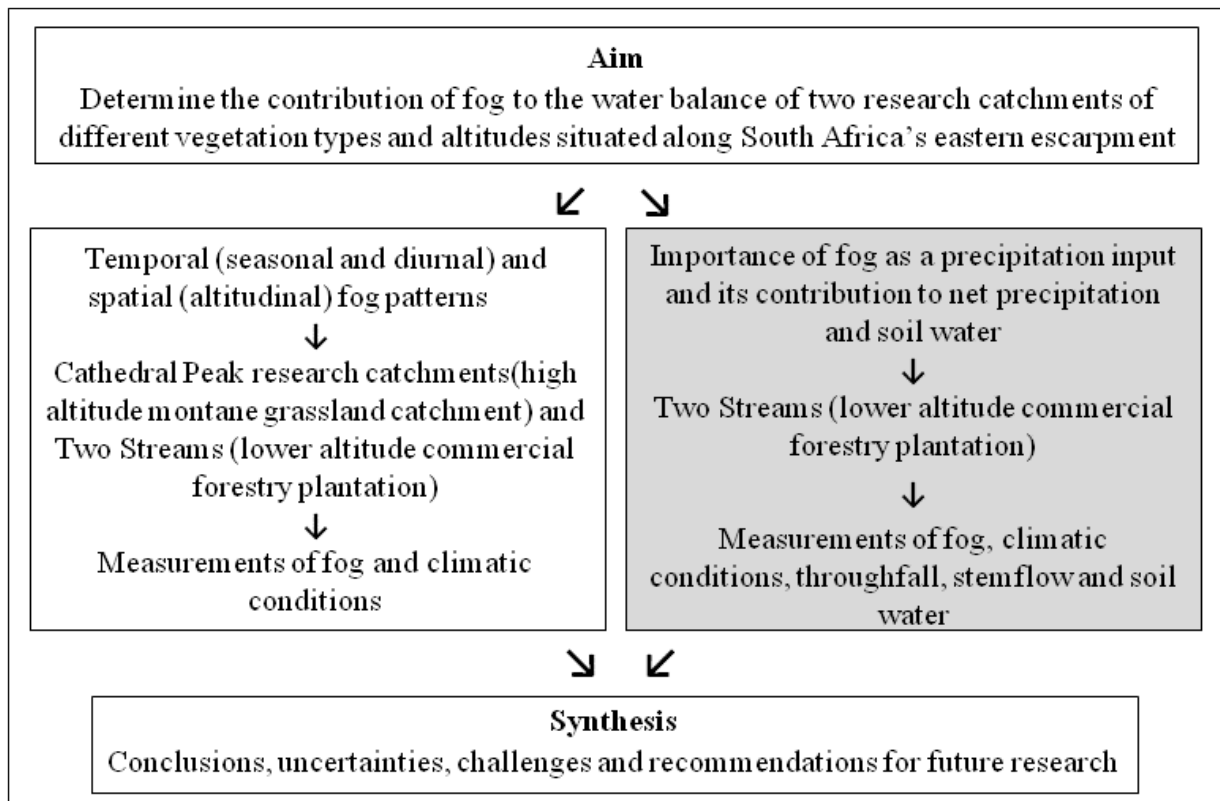 Aim
Determine the contribution of fog to the water balance of two research catchments of
different vegetation types and altitudes situated along South Africa's eastern escarpment
Temporal (seasonal and diurnal) and
spatial (altitudinal) fog patterns
Cathedral Peak research catchments(high
altitude montane grassland catchment) and
Two Streams (lower altitude commercial
forestry plantation)
Measurements of fog and climatic
conditions
Importance of fog as a precipitation input
and its contribution to net precipitation
and soil water
Two Streams (lower altitude commercial
forestry plantation)
Measurements of fog, climatic
conditions, throughfall, stemflow and soil
water
Synthesis
Conclusions, uncertainties, challenges and recommendations for future research